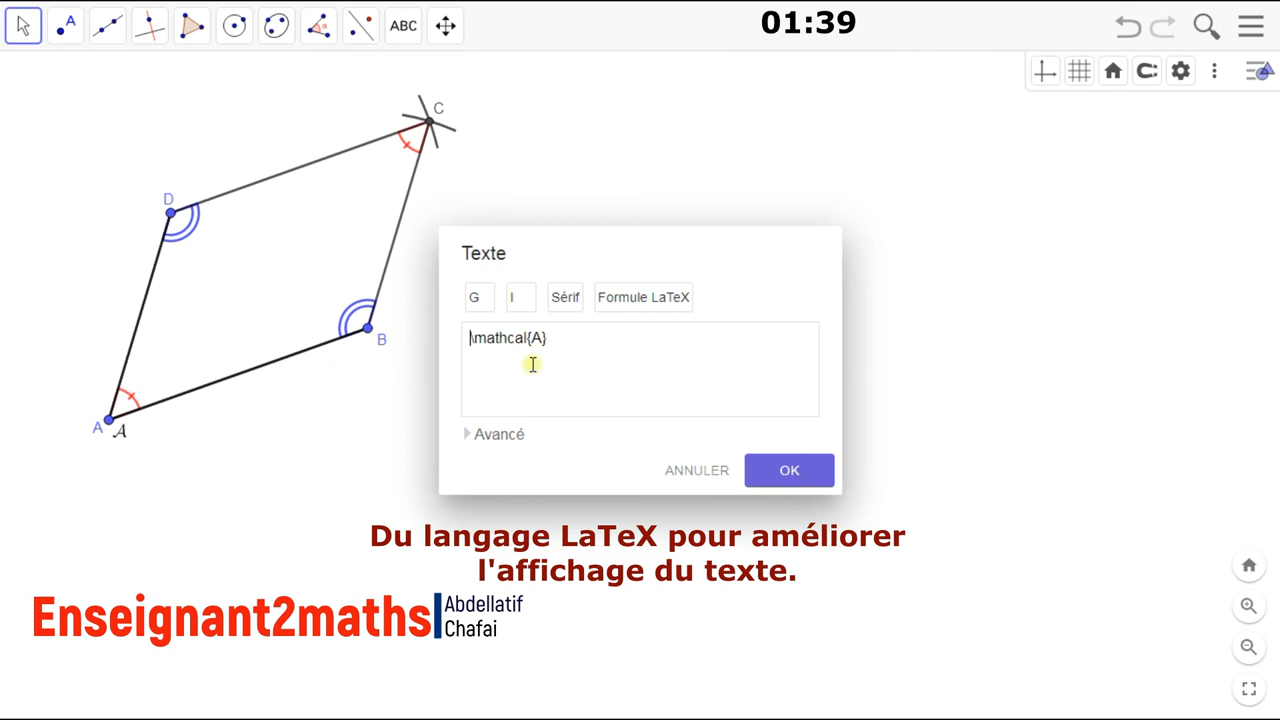 ABC
01:39
C
D
B
A
𝒜
Texte
G
I
Sérif
Formule LaTeX
\mathcal{A}
Avancé
ANNULER
OK
Du langage LaTeX pour améliorer
l'affichage du texte.
Enseignant2maths
Abdellatif
Chafai